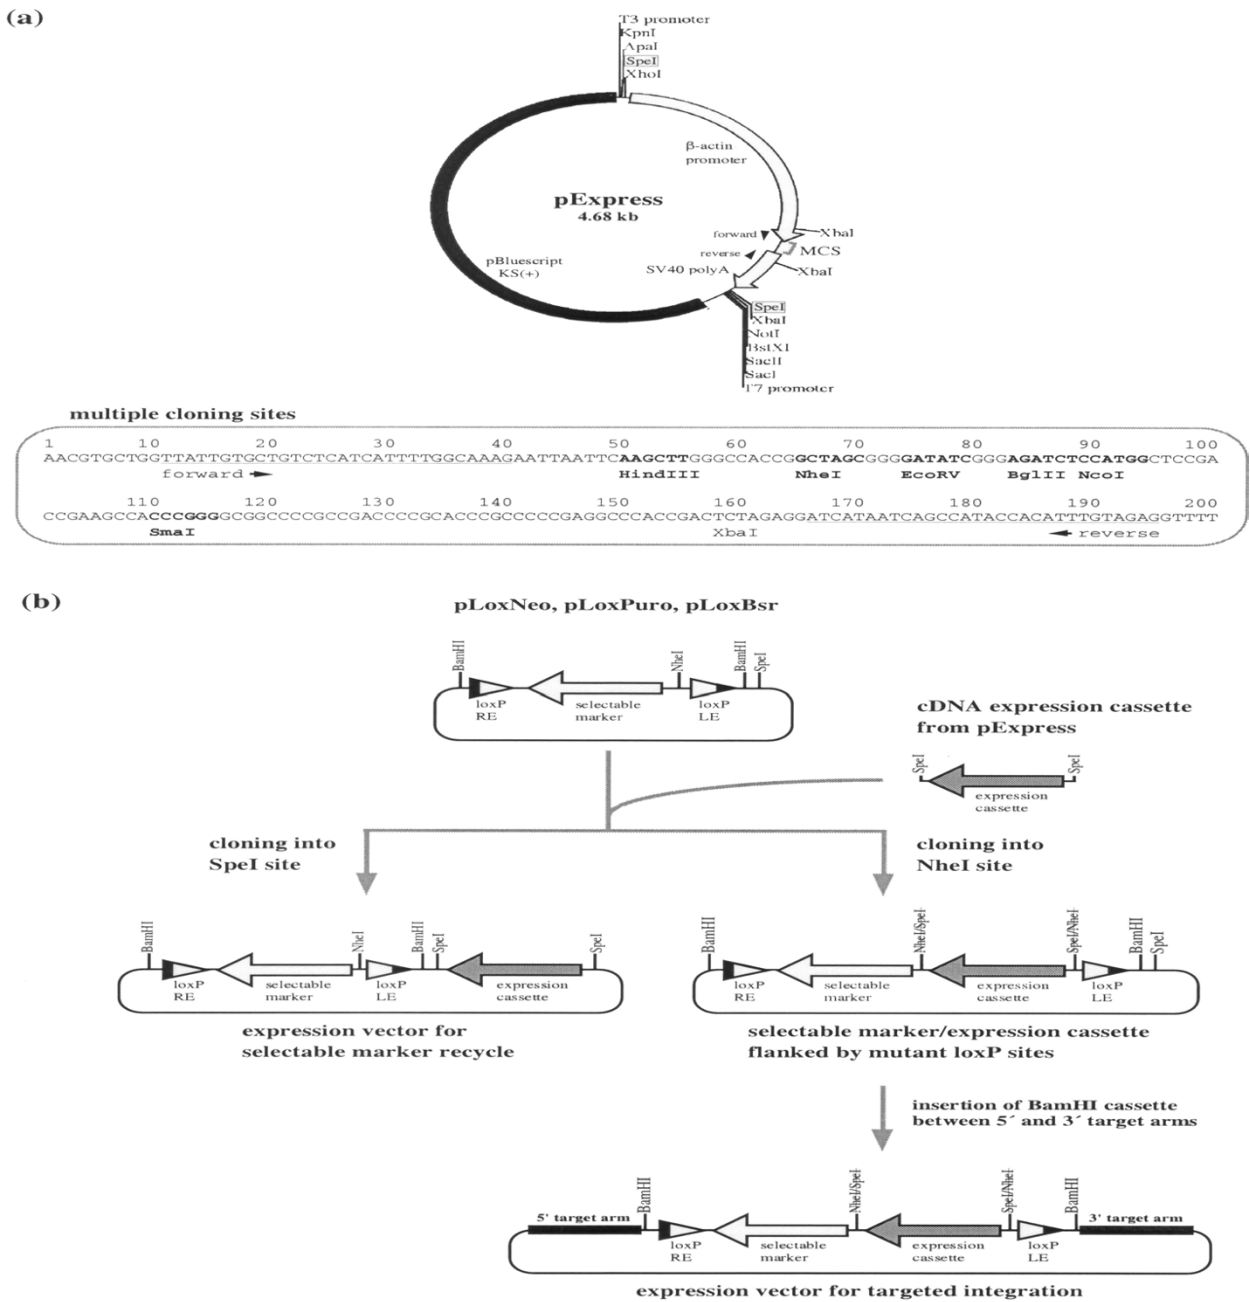 (a)
T3 promoter
KpnI
ApaI
SpeI
XhoI
β-actin
promoter
pExpress
4.68 kb
forward
XbaI
MCS
reverse
SV40 polyA
XbaI
pBluescript
KS(+)
SpeI
XbaI
NotI
BstXI
SacII
SacI
T7 promoter
multiple cloning sites
1 10 20 30 40 50 60 70 80 90 100
AACGTGCTGGTTATTGTGCTGTCTCATCATTTTGGCAAAGAATTAATTCAAGCTTGGGCCACCGGCTAGCGGGGATATCGGGAGATCTCCATGGCTCCGA
forward HindIII NheI EcoRV BglII NcoI
110 120 130 140 150 160 170 180 190 200
CCGAAGCCACCCGGGGCGGCCCCGCCGACCCCGCACCCGCCCCCGAGGCCCACCGACTCTAGAGGATCATAATCAGCCATACCACATTTGTAGAGGTTTT
SmaI XbaI reverse
(b)
pLoxNeo, pLoxPuro, pLoxBsr
BamHI NheI BamHI SpeI
loxP selectable loxP
RE marker LE
cDNA expression cassette
from pExpress
SpeI SpeI
expression
cassette
cloning into
SpeI site
cloning into
NheI site
BamHI NheI BamHI SpeI SpeI
loxP selectable loxP expression
RE marker LE cassette
expression vector for
selectable marker recycle
BamHI NheI/SpeI SpeI/NheI BamHI SpeI
loxP selectable expression loxP
RE marker cassette LE
selectable marker/expression cassette
flanked by mutant loxP sites
insertion of BamHI cassette
between 5´ and 3´ target arms
5' target arm BamHI NheI/SpeI SpeI/NheI BamHI 3' target arm
loxP selectable expression loxP
RE marker cassette LE
expression vector for targeted integration